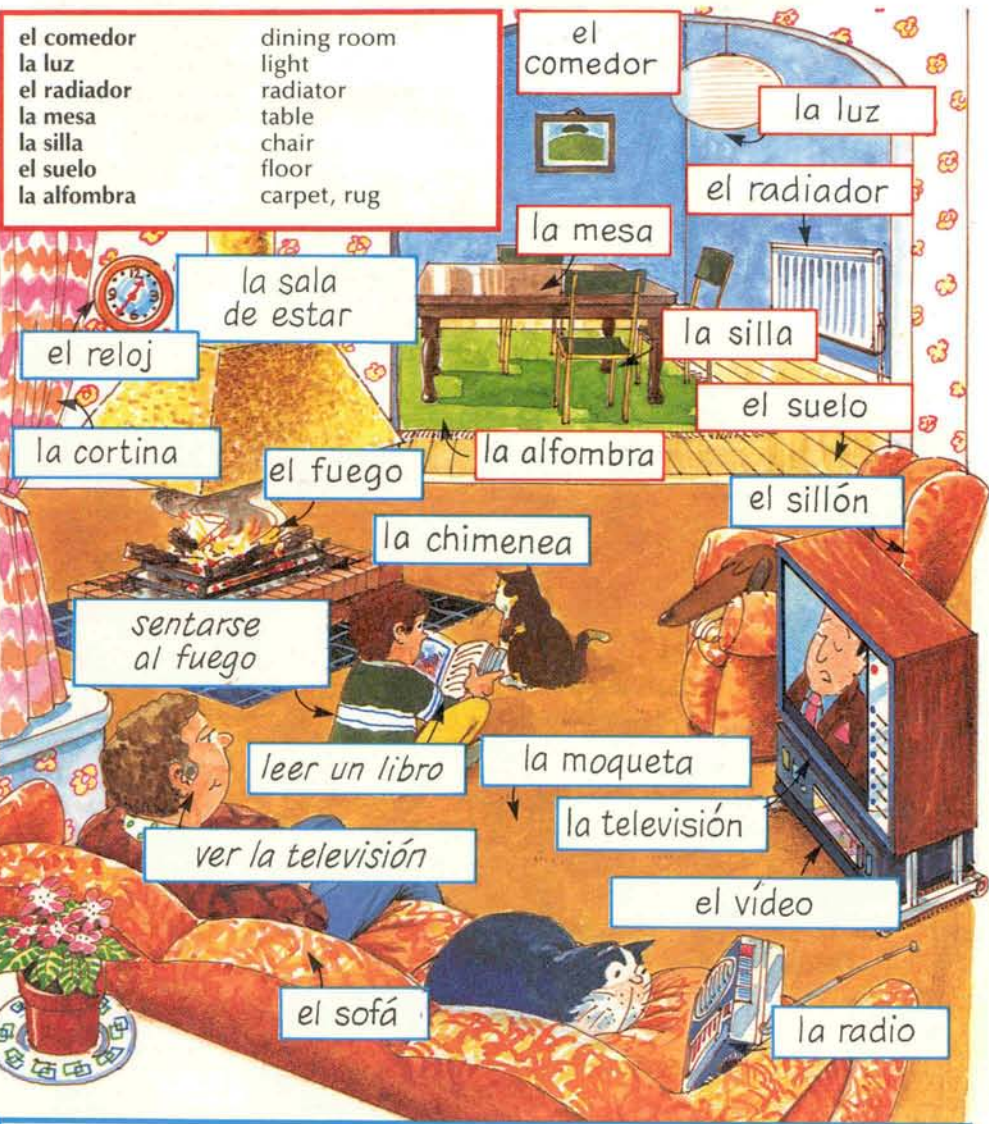 el comedor dining room
la luz light
el radiador radiator
la mesa table
la silla chair
el suelo floor
la alfombra carpet, rug
el
comedor
la luz
el radiador
la mesa
la sala
de estar
la silla
el reloj
el suelo
la cortina
la alfombra
el fuego
el sillón
la chimenea
sentarse
al fuego
leer un libro
la moqueta
la televisión
ver la televisión
el vídeo
el sofá
la radio